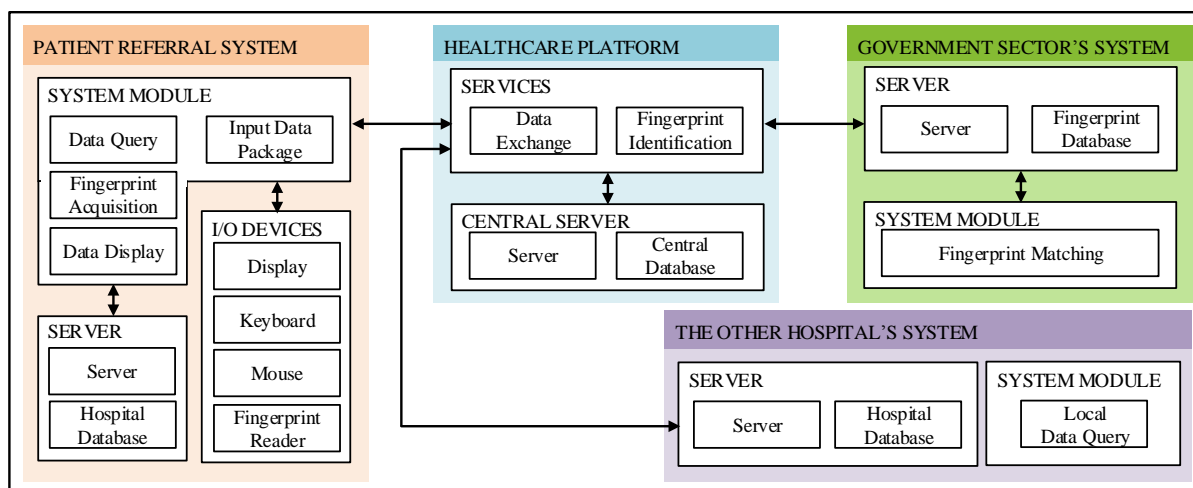 PATIENT REFERRAL SYSTEM
SYSTEM MODULE
Data Query
Input Data
Package
Fingerprint
Acquisition
Data Display
I/O DEVICES
Display
Keyboard
Mouse
Fingerprint
Reader
SERVER
Server
Hospital
Database
HEALTHCARE PLATFORM
SERVICES
Data
Exchange
Fingerprint
Identification
CENTRAL SERVER
Server
Central
Database
GOVERNMENT SECTOR'S SYSTEM
SERVER
Server
Fingerprint
Database
SYSTEM MODULE
Fingerprint Matching
THE OTHER HOSPITAL'S SYSTEM
SERVER
Server
Hospital
Database
SYSTEM MODULE
Local
Data Query